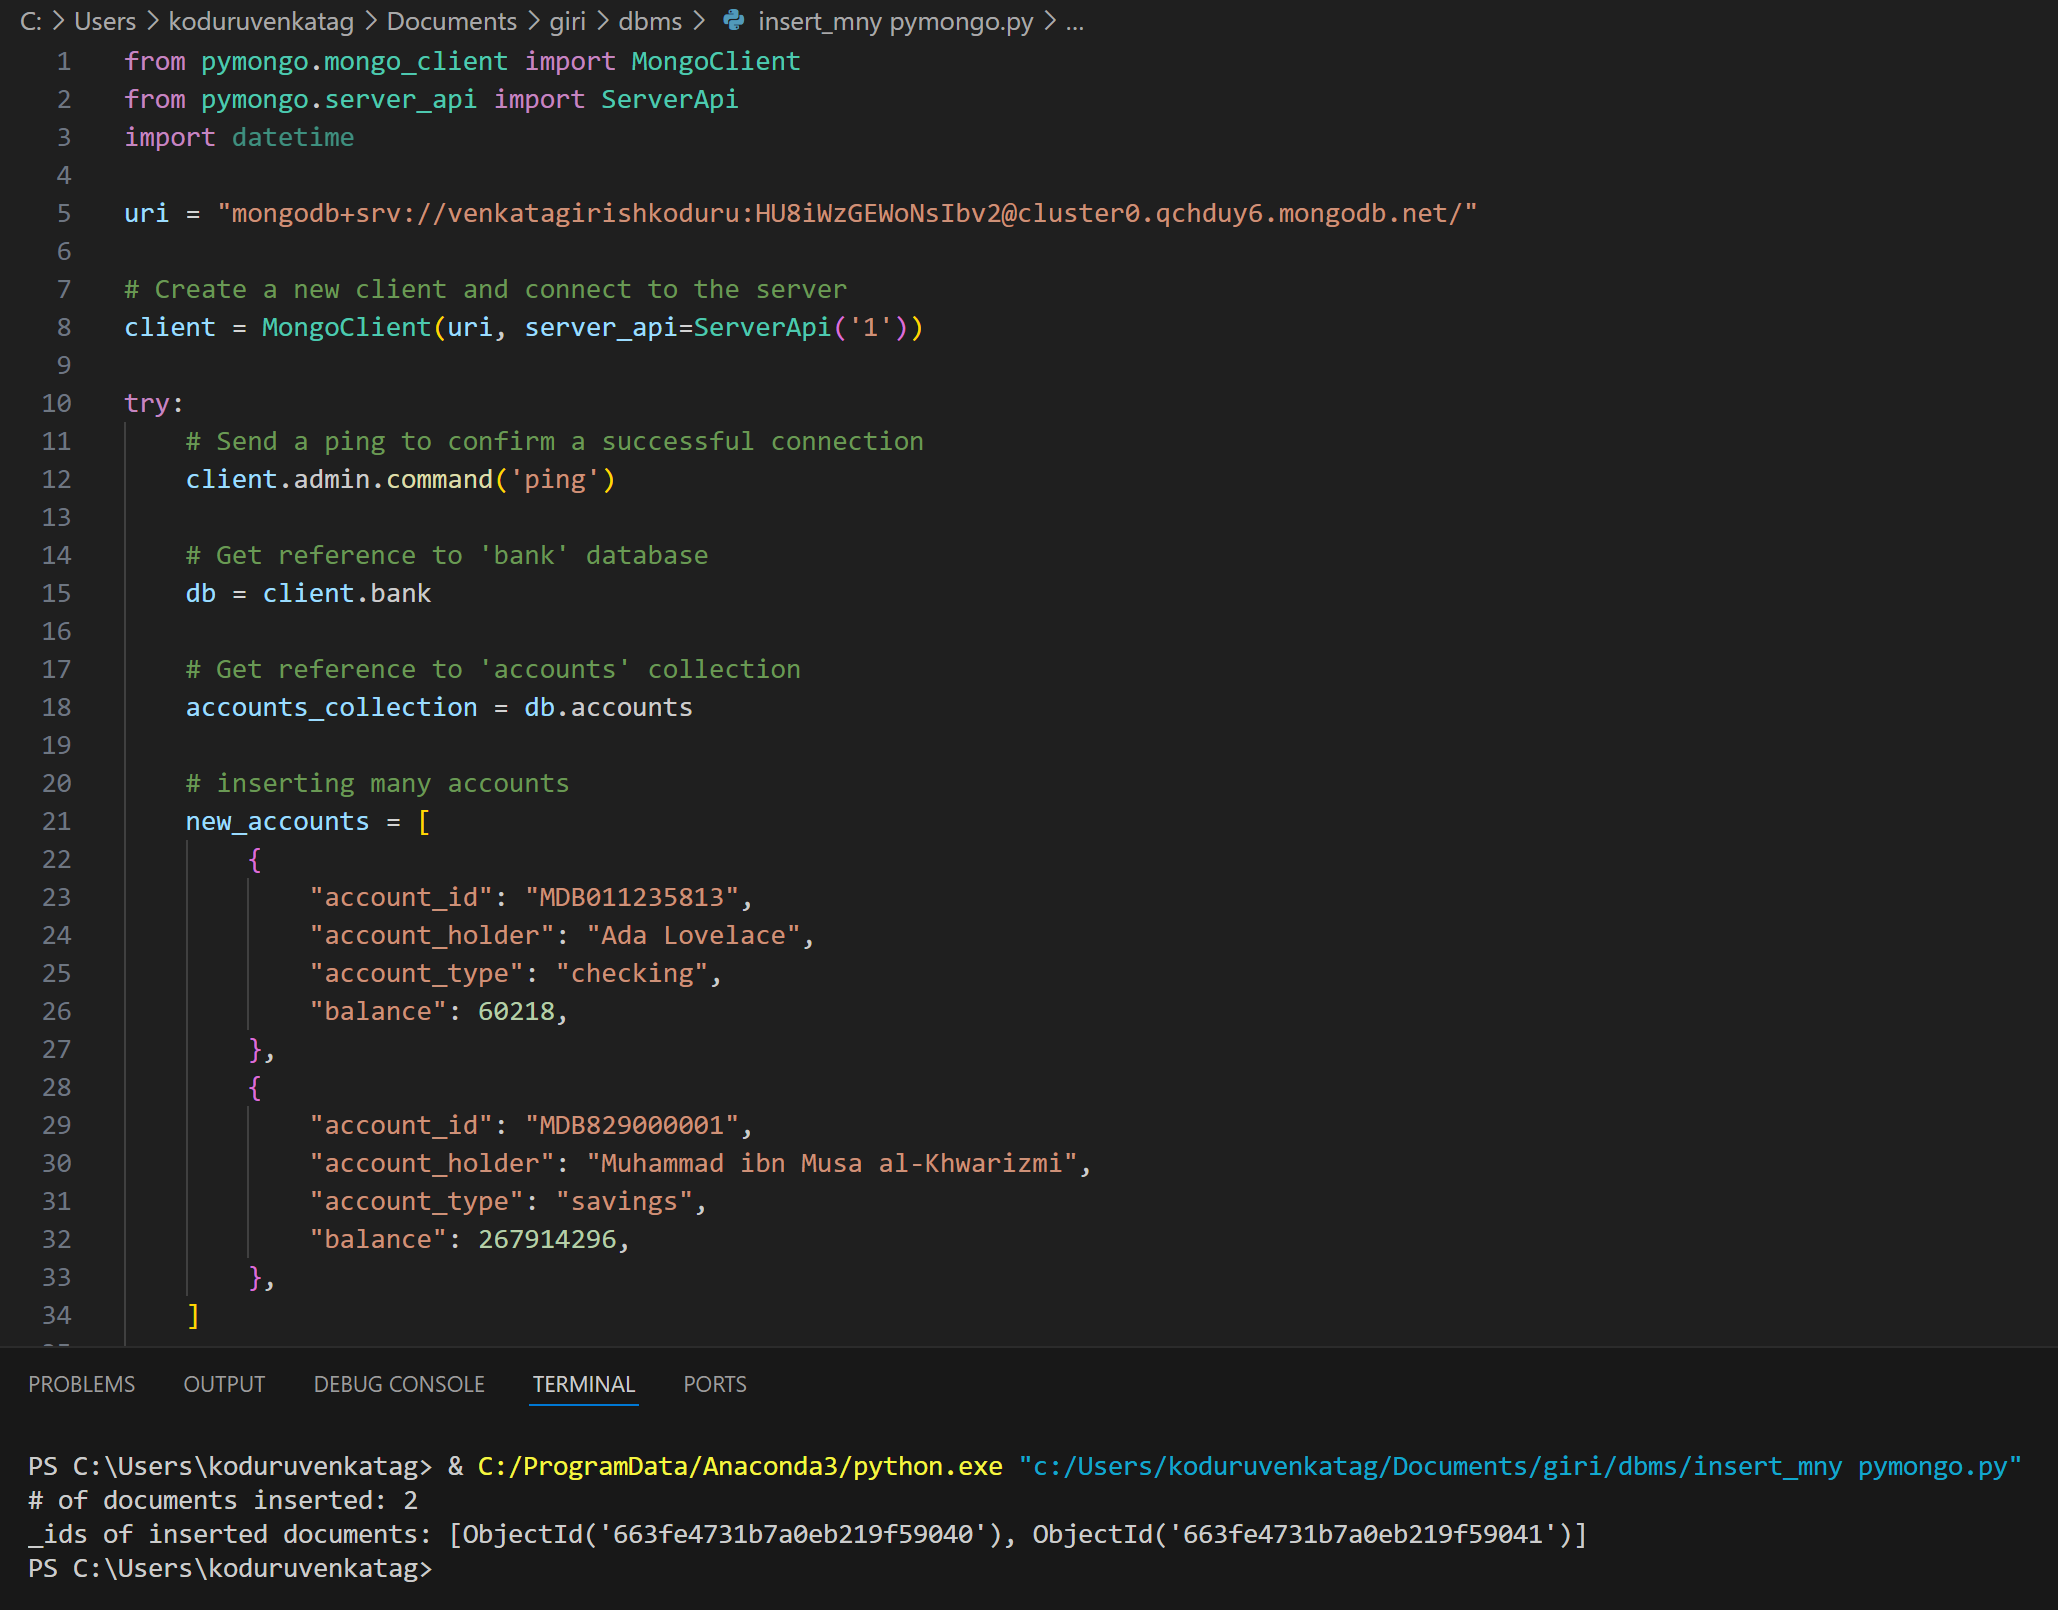 C: > Users > koduruvenkatag > Documents > giri > dbms > insert_mny pymongo.py > ...
1 from pymongo.mongo_client import MongoClient
2 from pymongo.server_api import ServerApi
3 import datetime
4
5 uri = "mongodb+srv://venkatagirishkoduru:HU8iWzGEWoNsIbv2@cluster0.qchduy6.mongodb.net/"
6
7 # Create a new client and connect to the server
8 client = MongoClient(uri, server_api=ServerApi('1'))
9
10 try:
11     # Send a ping to confirm a successful connection
12     client.admin.command('ping')
13
14     # Get reference to 'bank' database
15     db = client.bank
16
17     # Get reference to 'accounts' collection
18     accounts_collection = db.accounts
19
20     # inserting many accounts
21     new_accounts = [
22         {
23             "account_id": "MDB011235813",
24             "account_holder": "Ada Lovelace",
25             "account_type": "checking",
26             "balance": 60218,
27         },
28         {
29             "account_id": "MDB829000001",
30             "account_holder": "Muhammad ibn Musa al-Khwarizmi",
31             "account_type": "savings",
32             "balance": 267914296,
33         },
34     ]
PROBLEMS OUTPUT DEBUG CONSOLE TERMINAL PORTS
PS C:\Users\koduruvenkatag> & C:/ProgramData/Anaconda3/python.exe "c:/Users/koduruvenkatag/Documents/giri/dbms/insert_mny pymongo.py"
# of documents inserted: 2
_ids of inserted documents: [ObjectId('663fe4731b7a0eb219f59040'), ObjectId('663fe4731b7a0eb219f59041')]
PS C:\Users\koduruvenkatag>